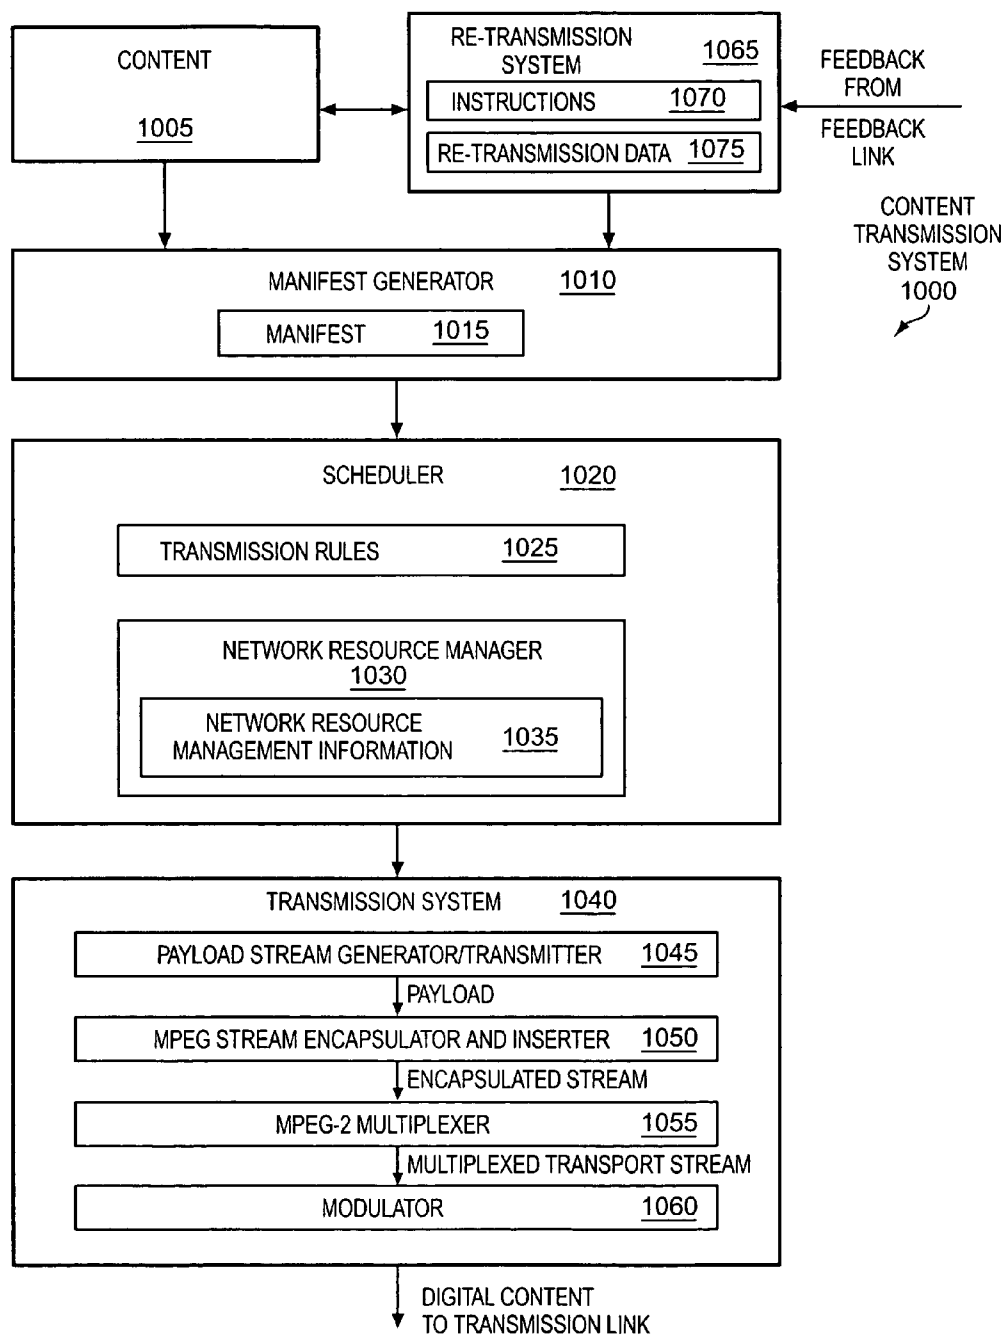 CONTENT
1005
RE-TRANSMISSION
SYSTEM
1065
INSTRUCTIONS 1070
RE-TRANSMISSION DATA 1075
FEEDBACK
FROM
FEEDBACK
LINK
CONTENT
TRANSMISSION
SYSTEM
1000
MANIFEST GENERATOR 1010
MANIFEST 1015
SCHEDULER 1020
TRANSMISSION RULES 1025
NETWORK RESOURCE MANAGER
1030
NETWORK RESOURCE
MANAGEMENT INFORMATION 1035
TRANSMISSION SYSTEM 1040
PAYLOAD STREAM GENERATOR/TRANSMITTER 1045
PAYLOAD
MPEG STREAM ENCAPSULATOR AND INSERTER 1050
ENCAPSULATED STREAM
MPEG-2 MULTIPLEXER 1055
MULTIPLEXED TRANSPORT STREAM
MODULATOR 1060
DIGITAL CONTENT
TO TRANSMISSION LINK